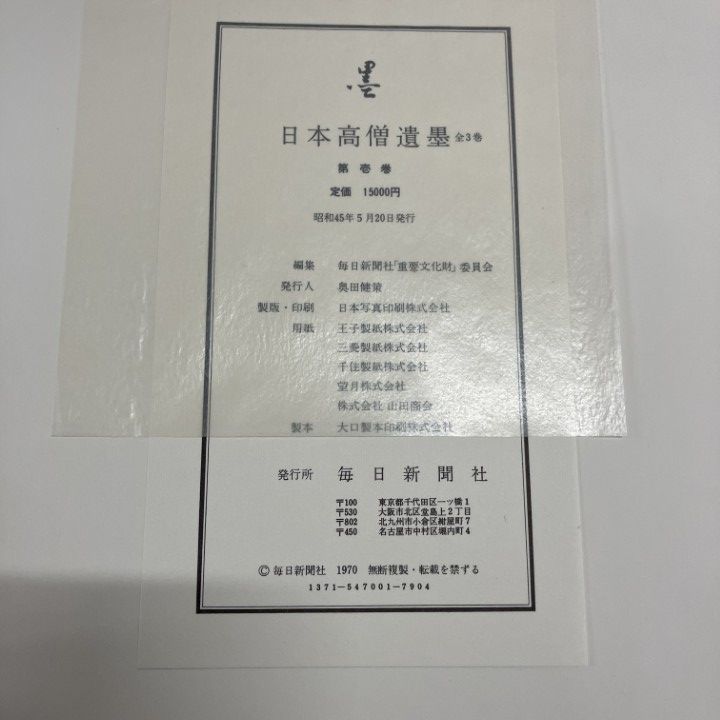 墨
日本高僧遺墨 全3巻
第壱巻
定価 15000円
昭和45年5月20日発行
編集 毎日新聞社「重要文化財」委員会
発行人 奥田健策
製版・印刷 日本写真印刷株式会社
用紙 王子製紙株式会社
三菱製紙株式会社
千住製紙株式会社
望月株式会社
株式会社 山田商会
製本 大口製本印刷株式会社
発行所 毎日新聞社
〒100 東京都千代田区一ッ橋1
〒530 大阪市北区堂島上2丁目
〒802 北九州市小倉区紺屋町7
〒450 名古屋市中村区堀内町4
© 毎日新聞社 1970 無断複製・転載を禁ずる
1371-547001-7904